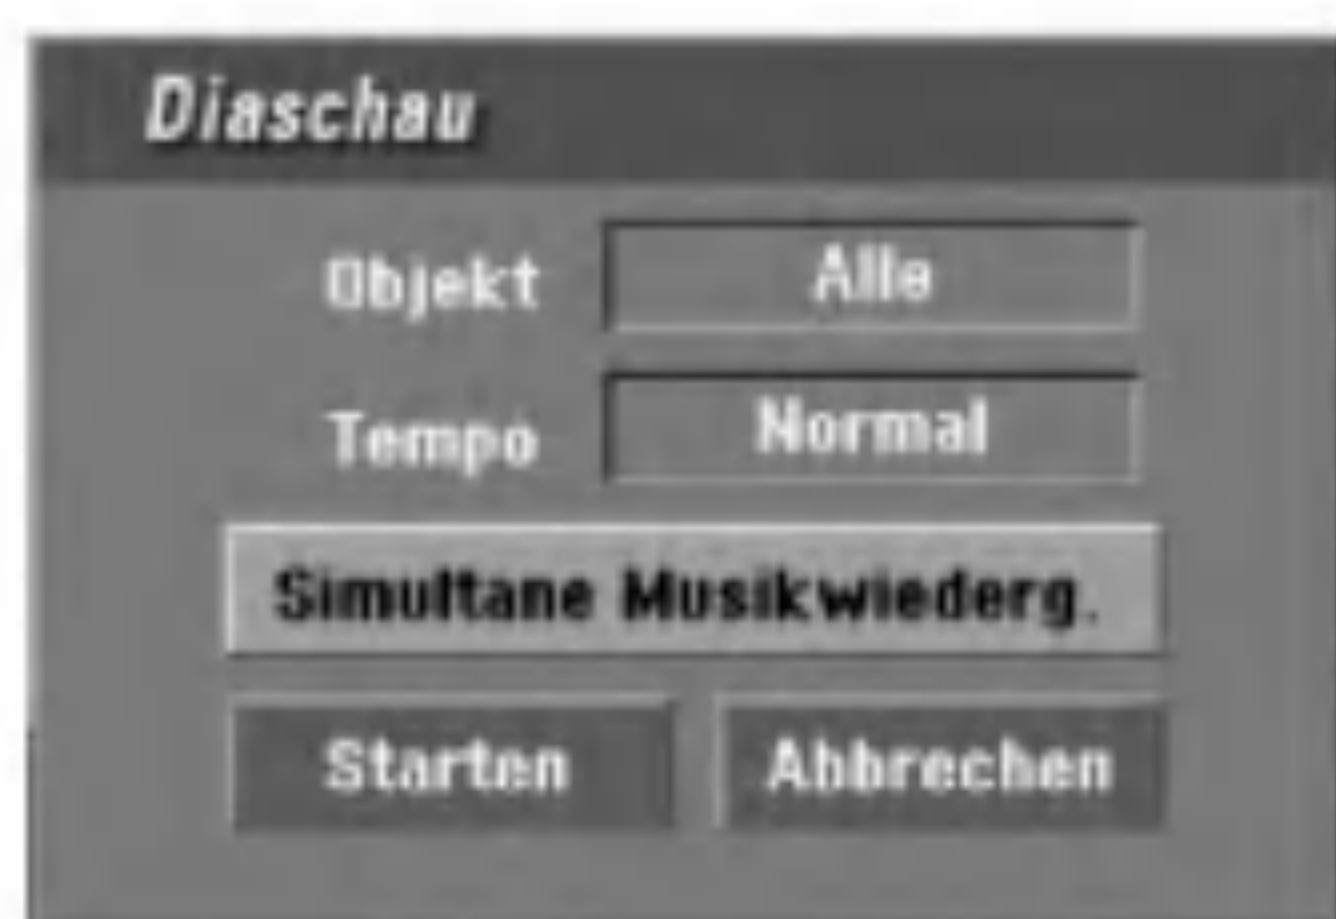 Diaschau
Objekt Alle
Tempo Normal
Simultane Musikwiederg.
Starten Abbrechen